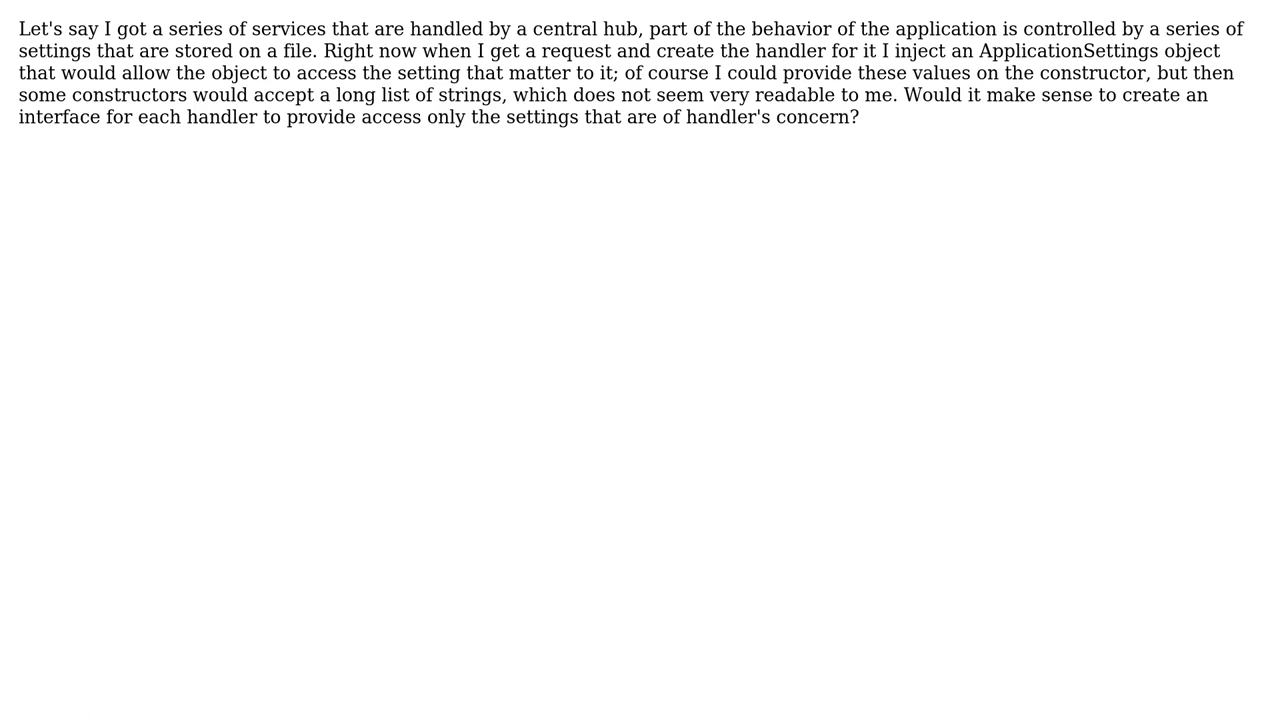 Let's say I got a series of services that are handled by a central hub, part of the behavior of the application is controlled by a series of
settings that are stored on a file. Right now when I get a request and create the handler for it I inject an ApplicationSettings object
that would allow the object to access the setting that matter to it; of course I could provide these values on the constructor, but then
some constructors would accept a long list of strings, which does not seem very readable to me. Would it make sense to create an
interface for each handler to provide access only the settings that are of handler's concern?